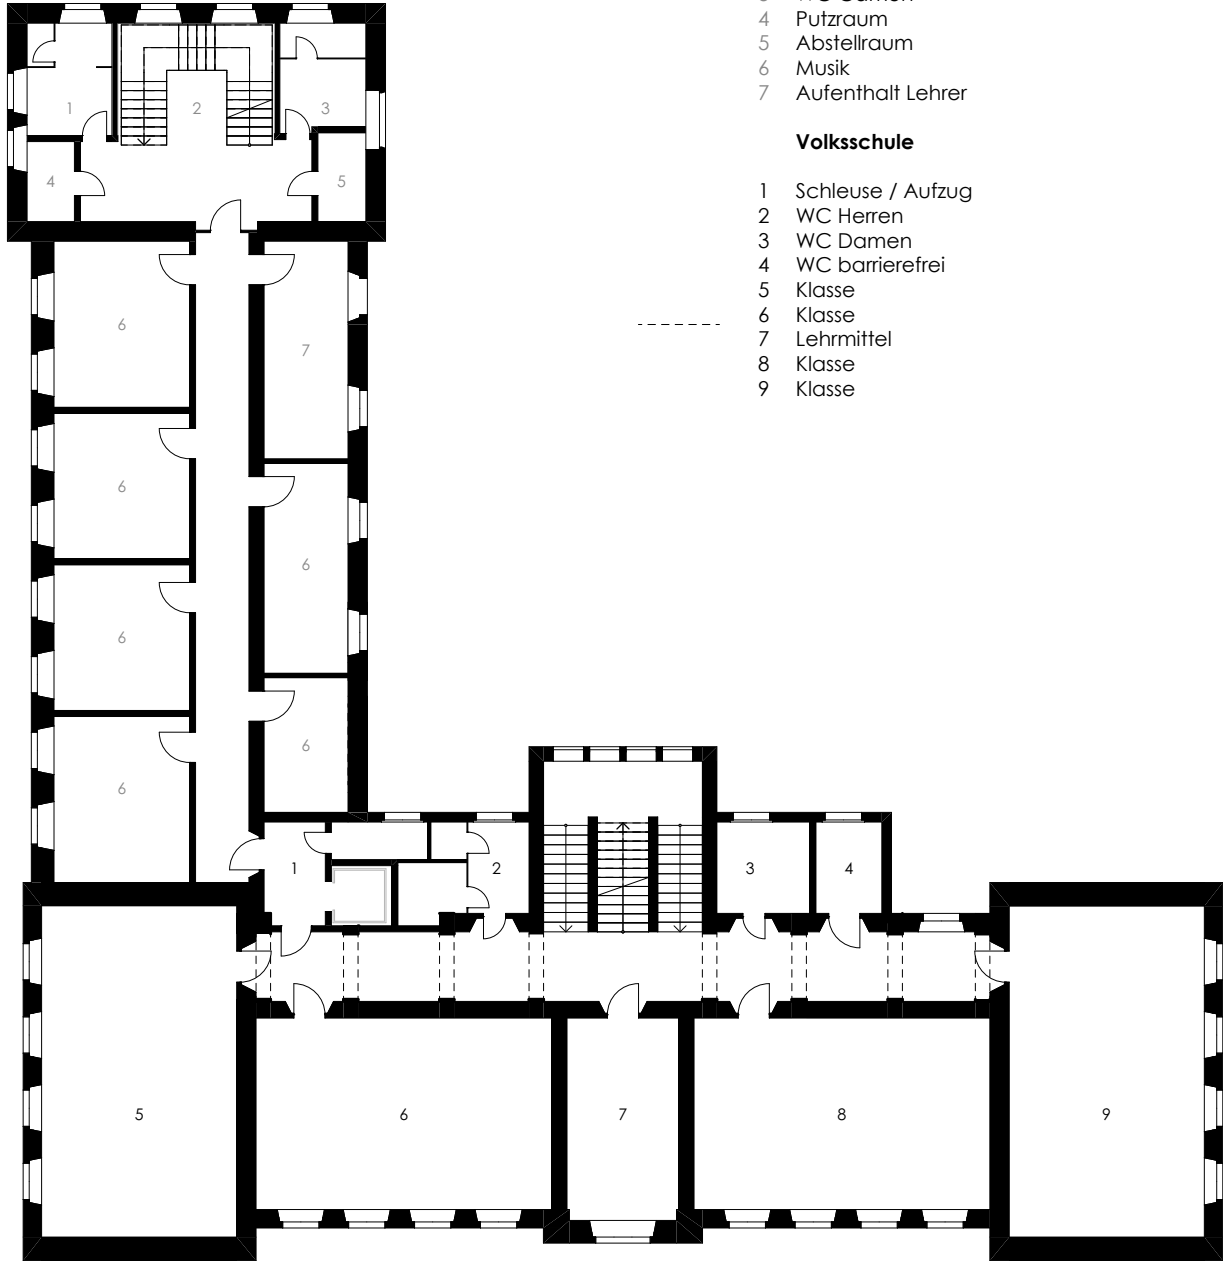 4 Putzraum
5 Abstellraum
6 Musik
7 Aufenthalt Lehrer
Volksschule
1 Schleuse / Aufzug
2 WC Herren
3 WC Damen
4 WC barrierefrei
5 Klasse
6 Klasse
7 Lehrmittel
8 Klasse
9 Klasse
1
2
3
4
5
6
7
6
6
6
6
6
1
2
3
4
5
6
7
8
9